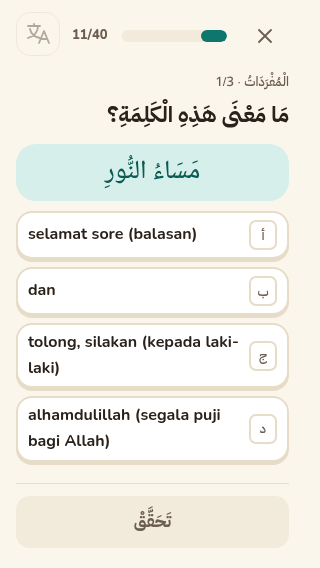 11/40
الْمُفْرَدَاتُ · 1/3
مَا مَعْنَى هَذِهِ الْكَلِمَةِ؟
مَسَاءُ النُّورِ
selamat sore (balasan)
أ
dan
ب
tolong, silakan (kepada laki-
laki)
ج
alhamdulillah (segala puji
bagi Allah)
د
تَحَقَّقْ